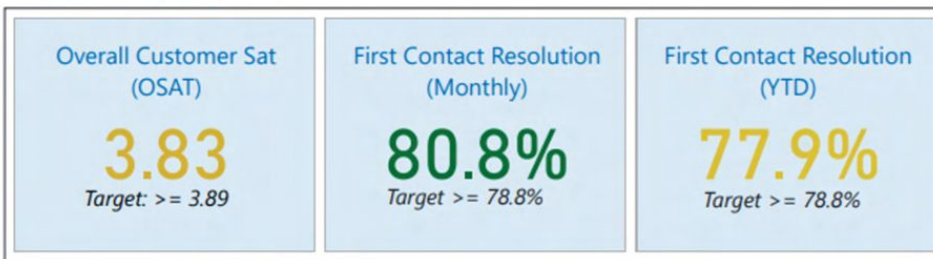 Overall Customer Sat
(OSAT)
3.83
Target: >= 3.89
First Contact Resolution
(Monthly)
80.8%
Target >= 78.8%
First Contact Resolution
(YTD)
77.9%
Target >= 78.8%